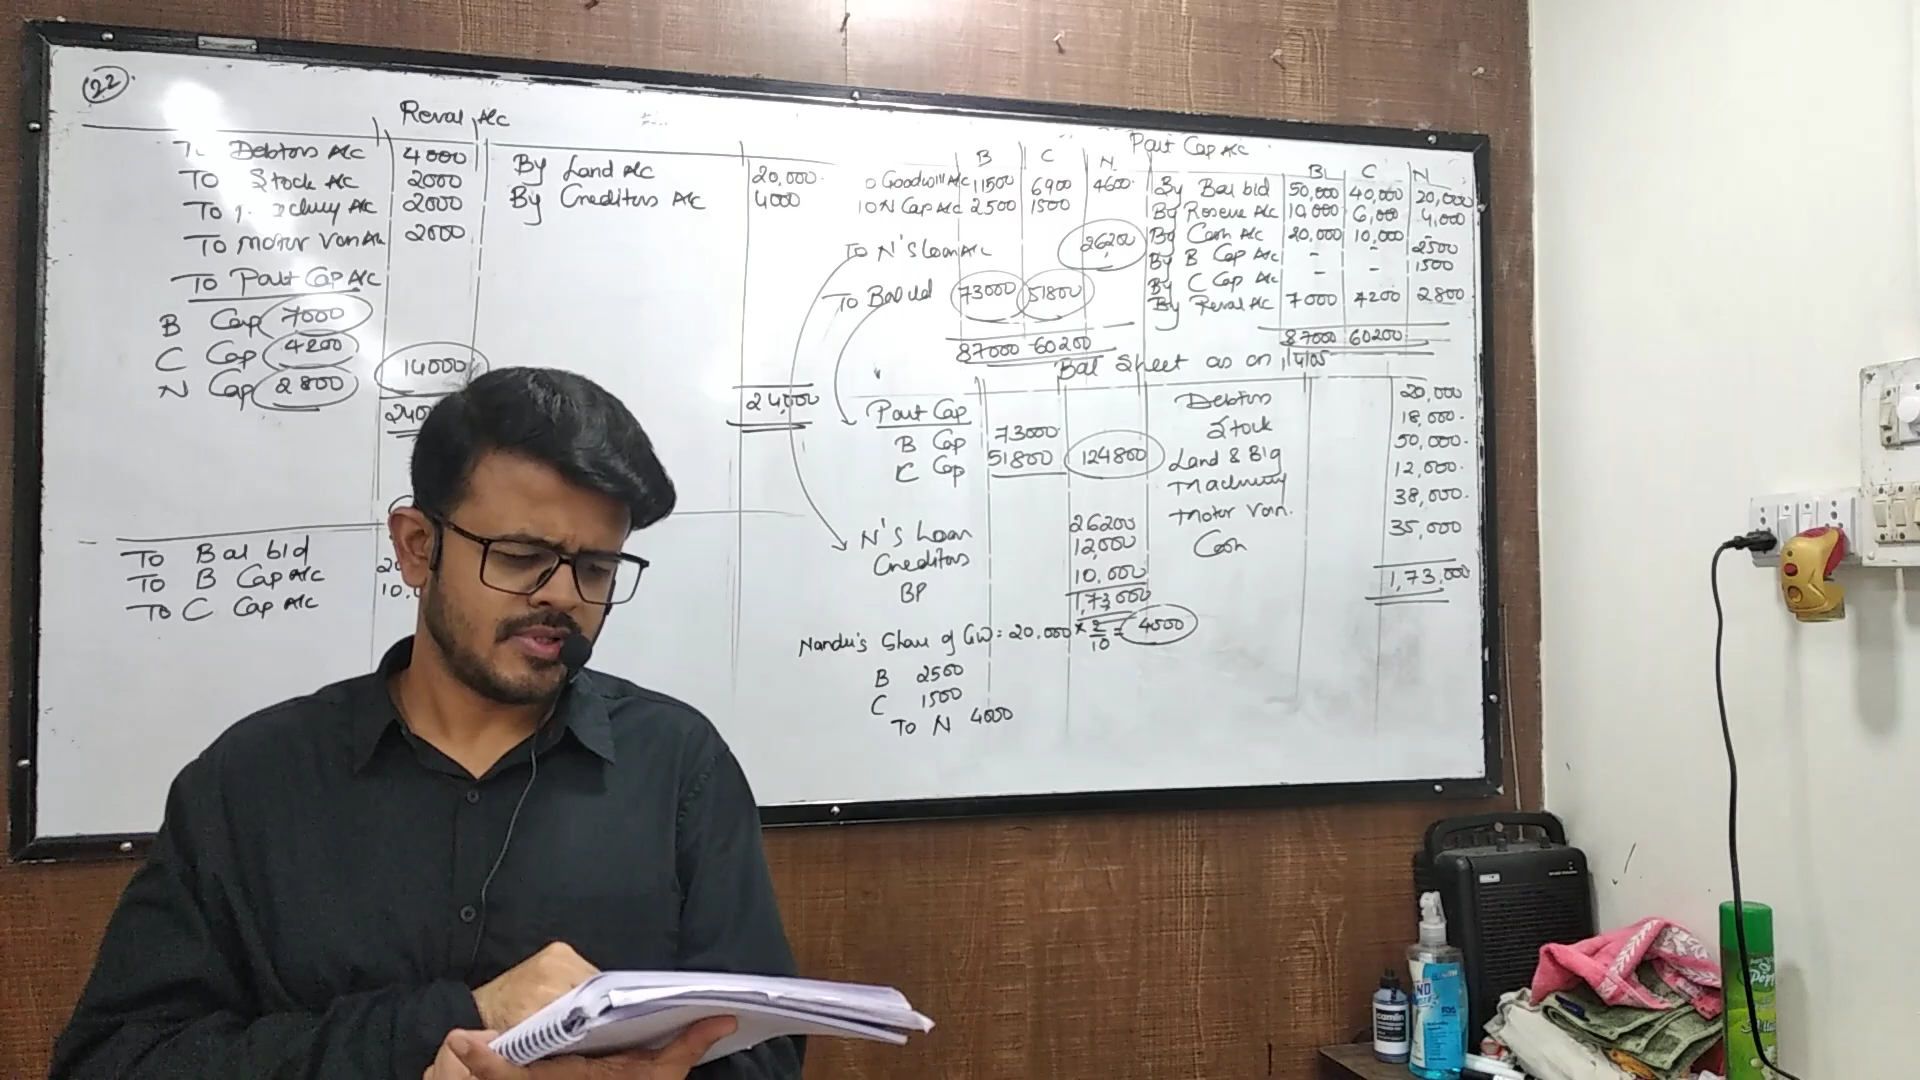 22
Reval A/c
To Debtors A/c 4000 By Land A/c 20,000
To Stock A/c 2000 By Creditors A/c 4000
To A/c 2000
To Motor Van A/c 2000
To Part Cap A/c
B Cap 7000
C Cap 4200
N Cap 2800 14000
24,000
To Bal b/d
To B Cap A/c
To C Cap A/c
Part Cap A/c
B C N B C N
o Goodwill A/c 11500 6900 4600 By Bal b/d 50,000 40,000 20,000
To N Cap A/c 2500 1500 By Reseve A/c 10,000 6,000 4,000
By Cash A/c 20,000 10,000 -
To N's Loan A/c 26200 By B Cap A/c - - 2500
By C Cap A/c - - 1500
To Bal c/d 73000 51800 By Reval A/c 7000 4200 2800
87000 60200 87000 60200
Bal Sheet as on 1/4/05
Part Cap Debtors 20,000
B Cap 73000 Stock 18,000
C Cap 51800 124800 Land & Blg 50,000
Machinery 12,000
N's Loan 26200 Motor Van. 38,000
Creditors 12,000 Cash 35,000
BP 10,000
1,73,000 1,73,000
Nandu's Share of GW = 20,000 × 2/10 = 4000
B 2500
C 1500
To N 4000
camlin